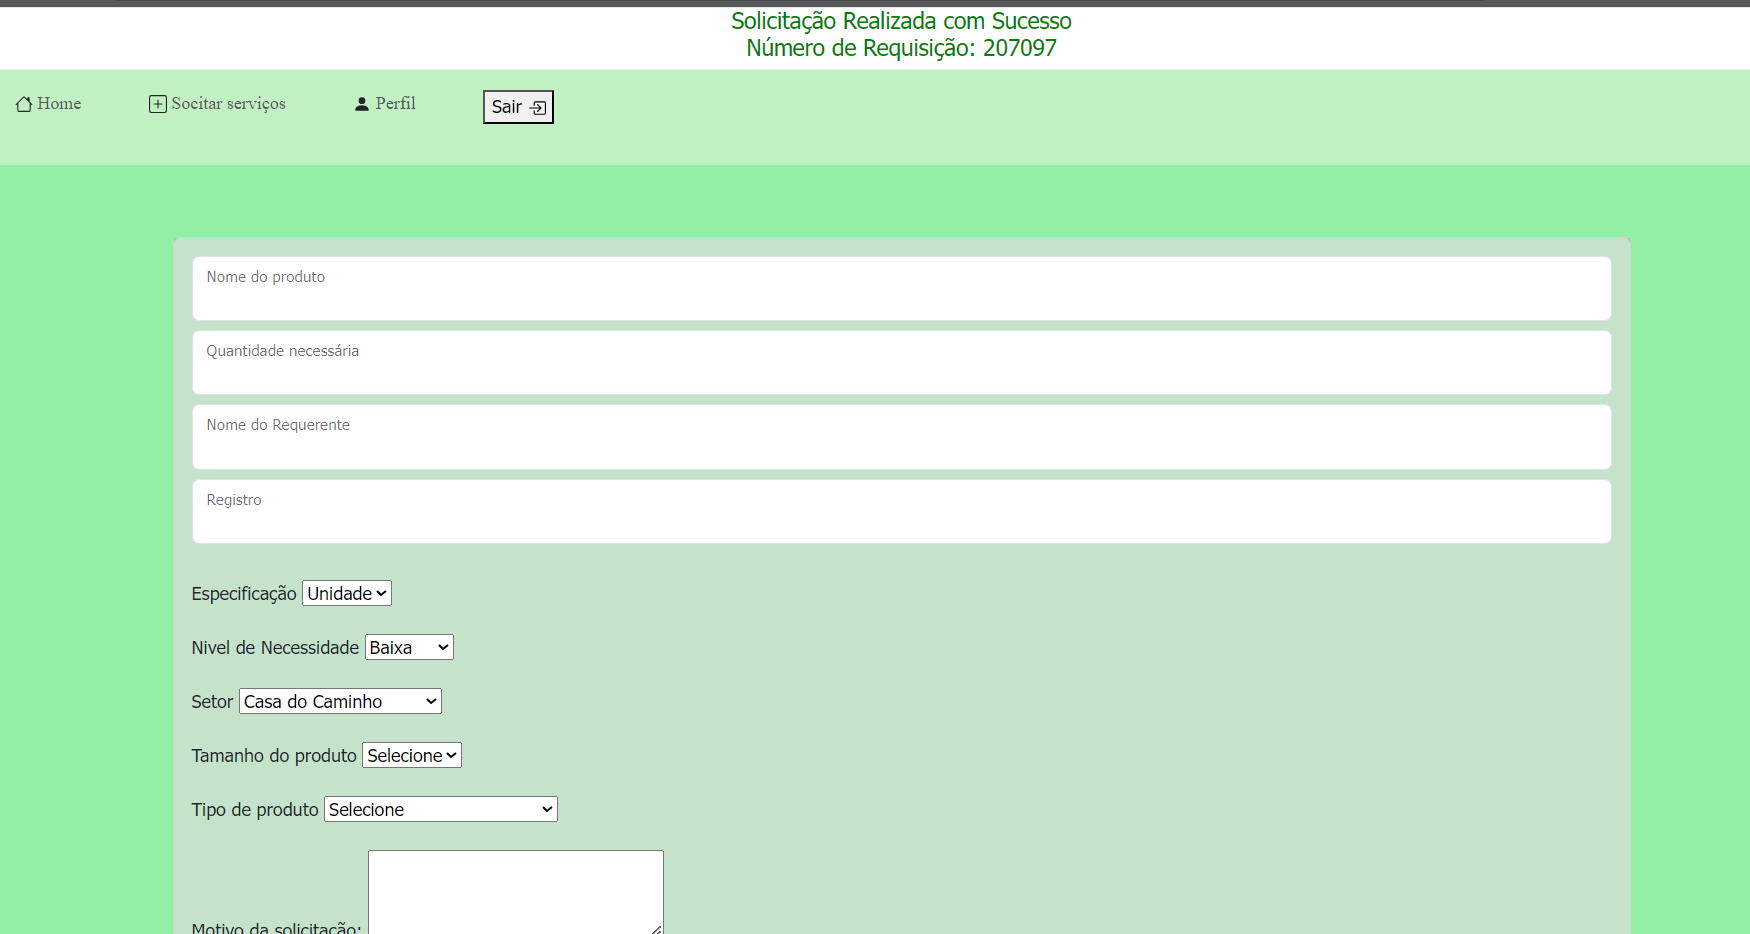 Solicitação Realizada com Sucesso
Número de Requisição: 207097
Home Socitar serviços Perfil Sair
Nome do produto
Quantidade necessária
Nome do Requerente
Registro
Especificação Unidade
Nivel de Necessidade Baixa
Setor Casa do Caminho
Tamanho do produto Selecione
Tipo de produto Selecione
Motivo da solicitação: